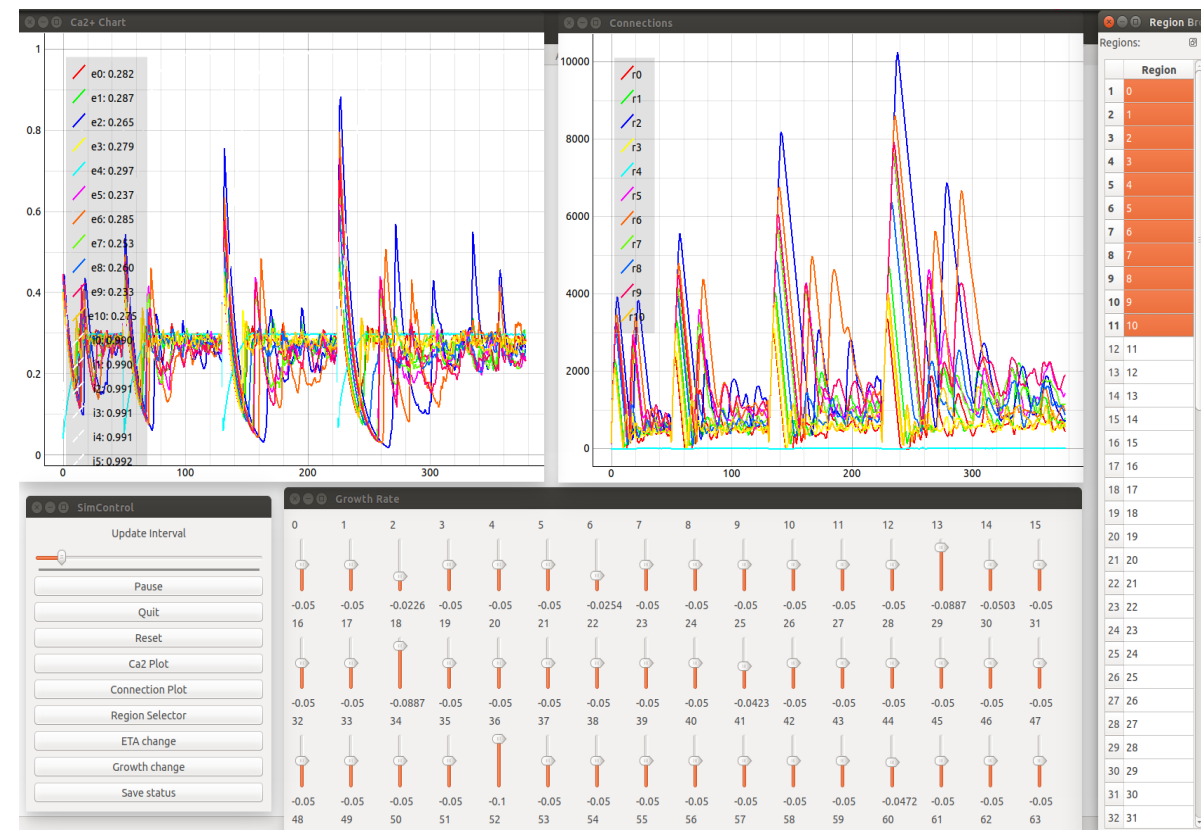 Ca2+ Chart
1
0.8
0.6
0.4
0.2
0
e0: 0.282
e1: 0.287
e2: 0.265
e3: 0.279
e4: 0.297
e5: 0.237
e6: 0.285
e7: 0.253
e8: 0.260
e9: 0.233
e10: 0.275
i0: 0.990
i1: 0.990
i2: 0.991
i3: 0.991
i4: 0.991
i5: 0.992
0 100 200 300
Connections
10000
8000
6000
4000
2000
0
r0
r1
r2
r3
r4
r5
r6
r7
r8
r9
r10
0 100 200 300
Region Br
Regions:
Region
1 0
2 1
3 2
4 3
5 4
6 5
7 6
8 7
9 8
10 9
11 10
12 11
13 12
14 13
15 14
16 15
17 16
18 17
19 18
20 19
21 20
22 21
23 22
24 23
25 24
26 25
27 26
28 27
29 28
30 29
31 30
32 31
SimControl
Update Interval
Pause
Quit
Reset
Ca2 Plot
Connection Plot
Region Selector
ETA change
Growth change
Save status
Growth Rate
0 1 2 3 4 5 6 7 8 9 10 11 12 13 14 15
-0.05 -0.05 -0.0226 -0.05 -0.05 -0.05 -0.0254 -0.05 -0.05 -0.05 -0.05 -0.05 -0.05 -0.0887 -0.0503 -0.05
16 17 18 19 20 21 22 23 24 25 26 27 28 29 30 31
-0.05 -0.05 -0.0887 -0.05 -0.05 -0.05 -0.05 -0.05 -0.05 -0.0423 -0.05 -0.05 -0.05 -0.05 -0.05 -0.05
32 33 34 35 36 37 38 39 40 41 42 43 44 45 46 47
-0.05 -0.05 -0.05 -0.05 -0.1 -0.05 -0.05 -0.05 -0.05 -0.05 -0.05 -0.05 -0.0472 -0.05 -0.05 -0.05
48 49 50 51 52 53 54 55 56 57 58 59 60 61 62 63